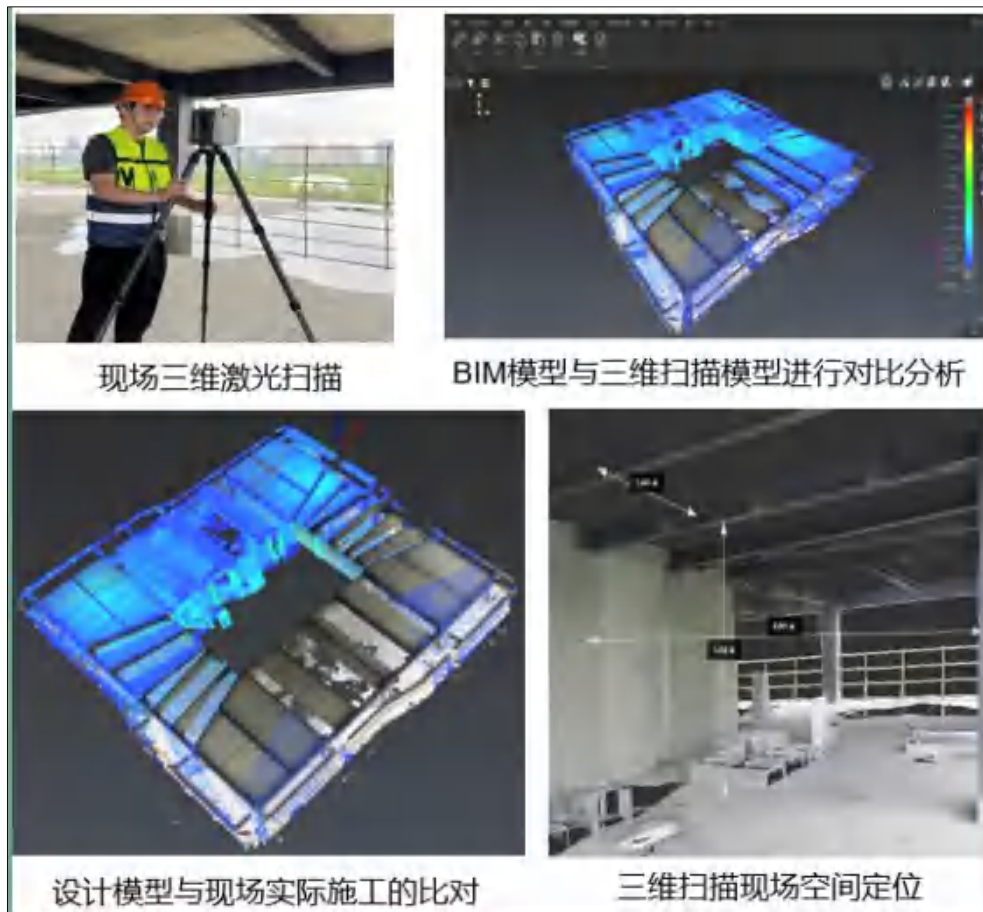 现场三维激光扫描
BIM模型与三维扫描模型进行对比分析
设计模型与现场实际施工的比对
三维扫描现场空间定位